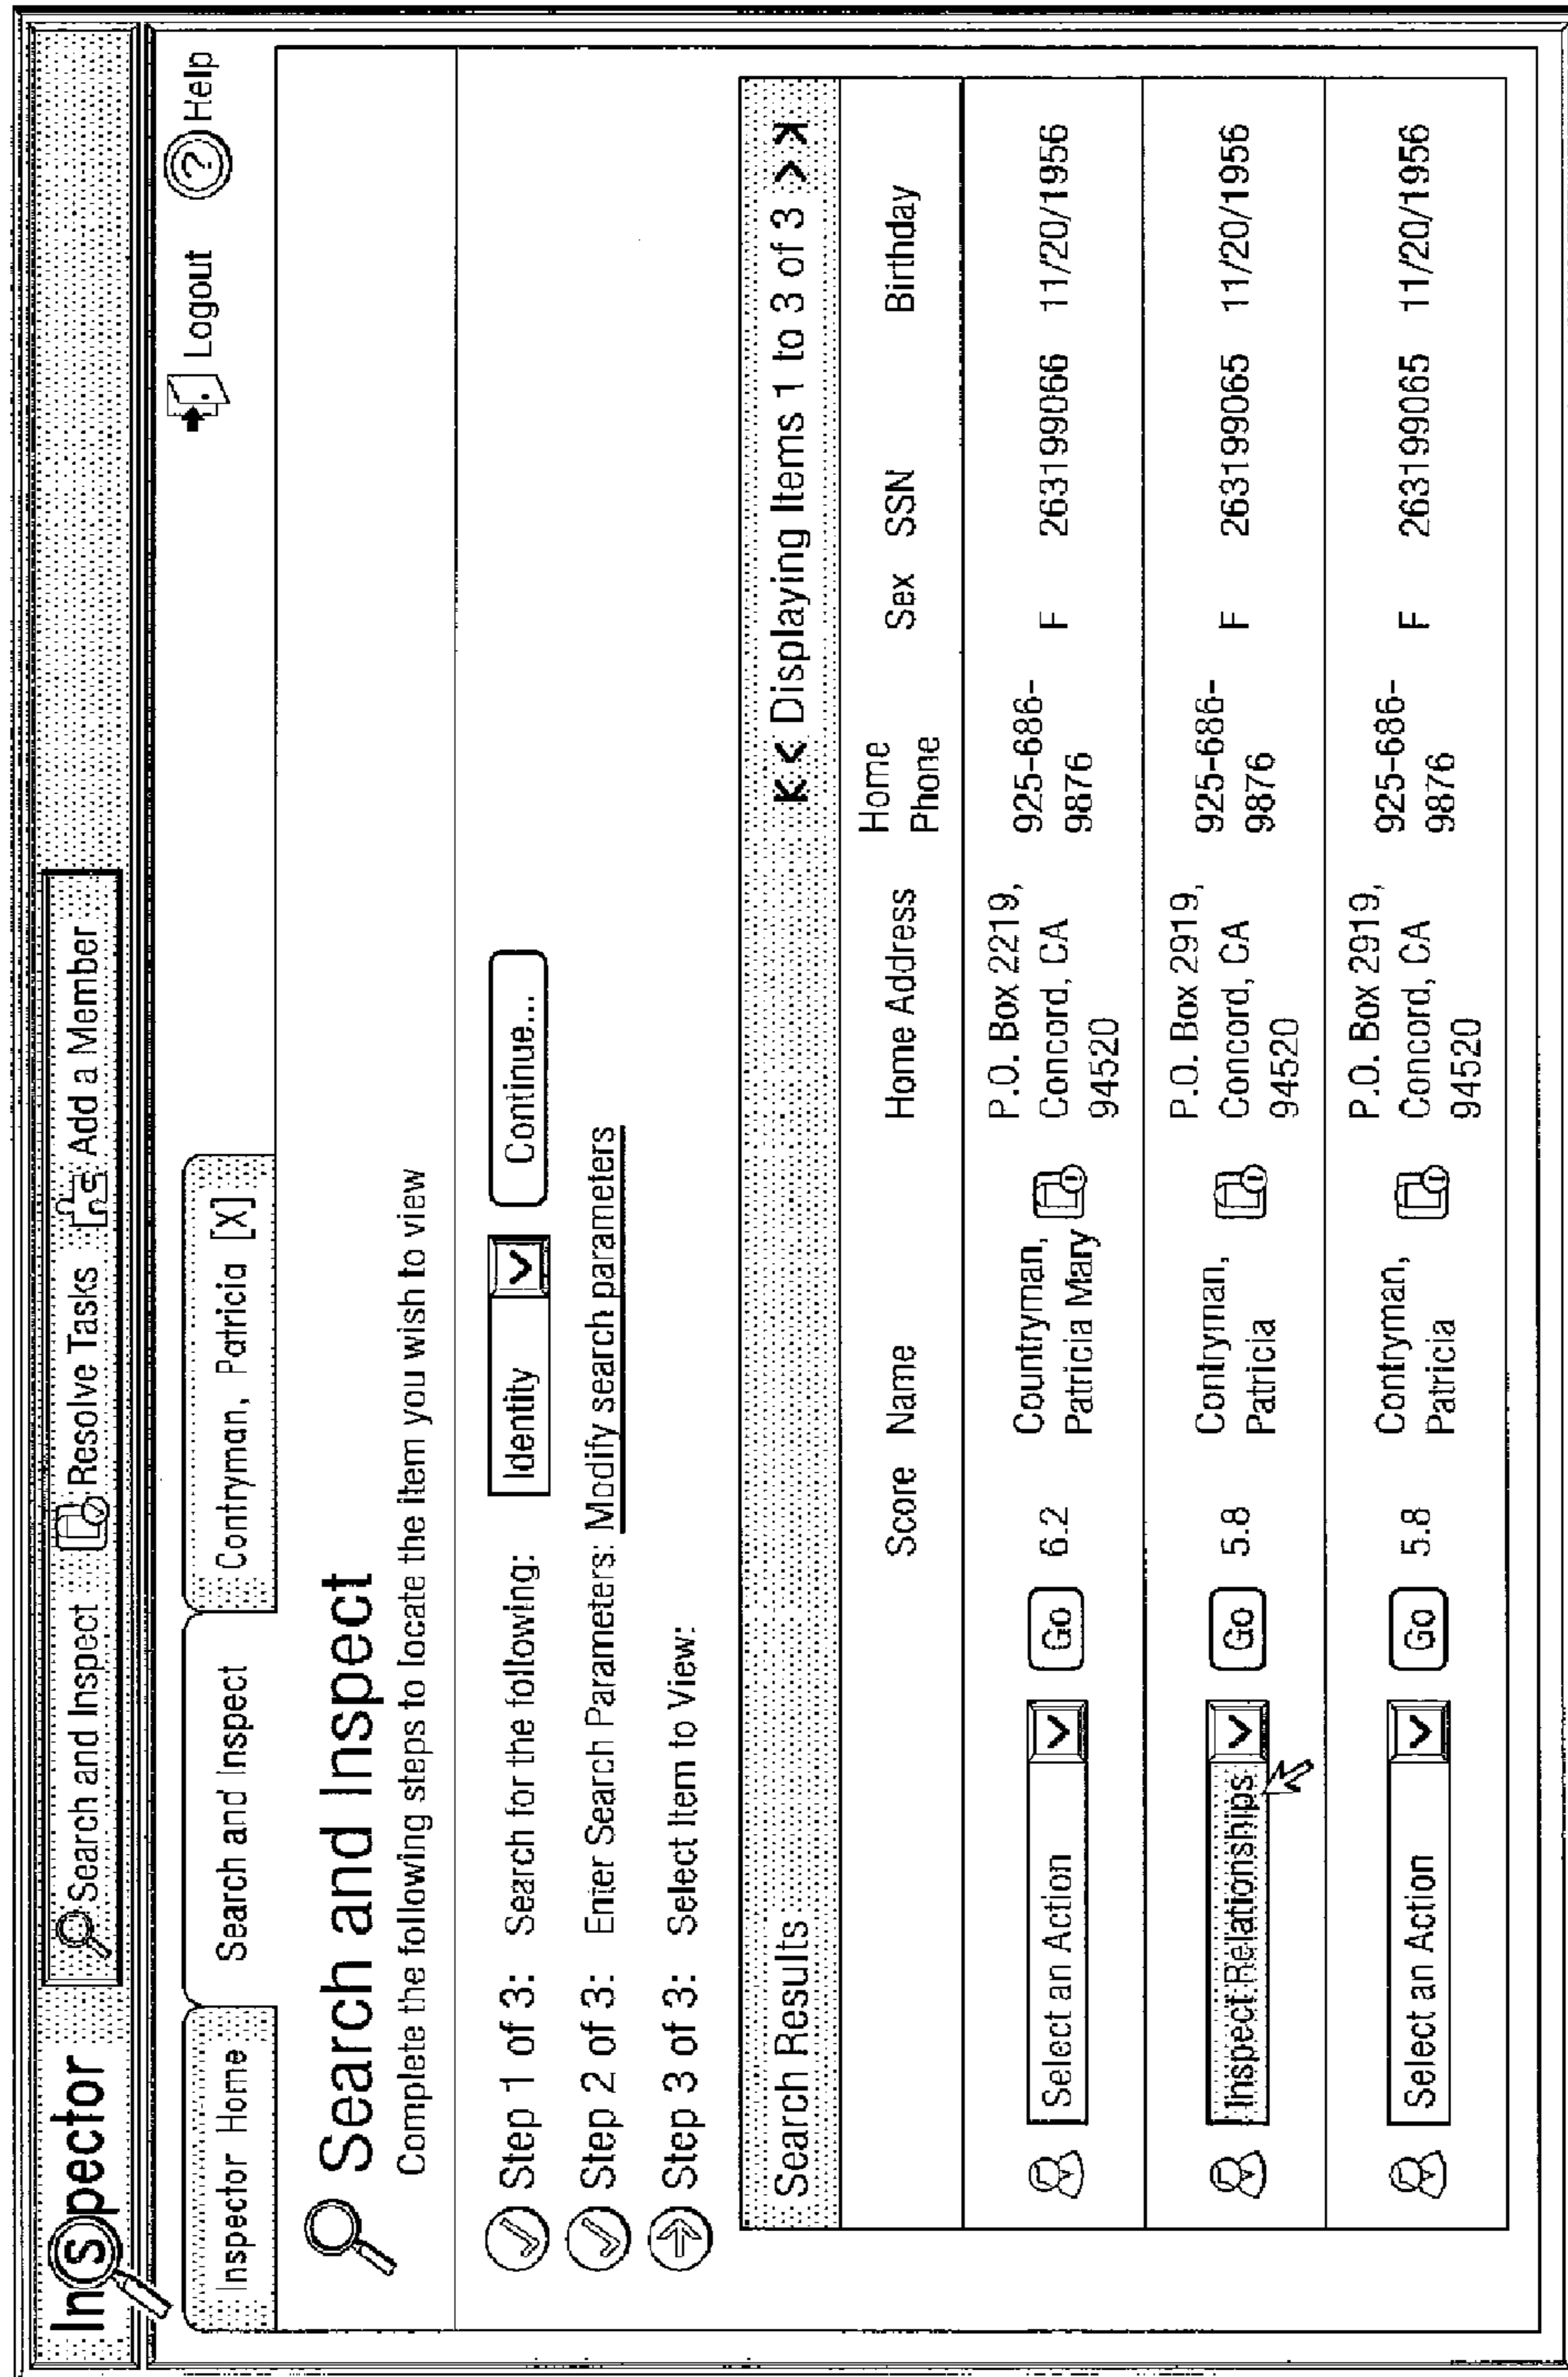 Inspector Search and Inspect Resolve Tasks Add a Member
Logout ? Help
Inspector Home Search and Inspect Contryman, Patricia [X]
Search and Inspect
Complete the following steps to locate the item you wish to view
Step 1 of 3: Search for the following: Identity Continue...
Step 2 of 3: Enter Search Parameters: Modify search parameters
Step 3 of 3: Select Item to View:
Search Results K < Displaying Items 1 to 3 of 3 > X
Score Name Home Address Home Sex SSN Birthday
Phone
P.O. Box 2219,
Select an Action Go 6.2 Countryman, Concord, CA 925-686- F 263199066 11/20/1956
Patricia Mary 94520 9876
P.O. Box 2919,
Inspect Relationships Go 5.8 Contryman, Concord, CA 925-686- F 263199065 11/20/1956
Patricia 94520 9876
P.O. Box 2919,
Select an Action Go 5.8 Contryman, Concord, CA 925-686- F 263199065 11/20/1956
Patricia 94520 9876